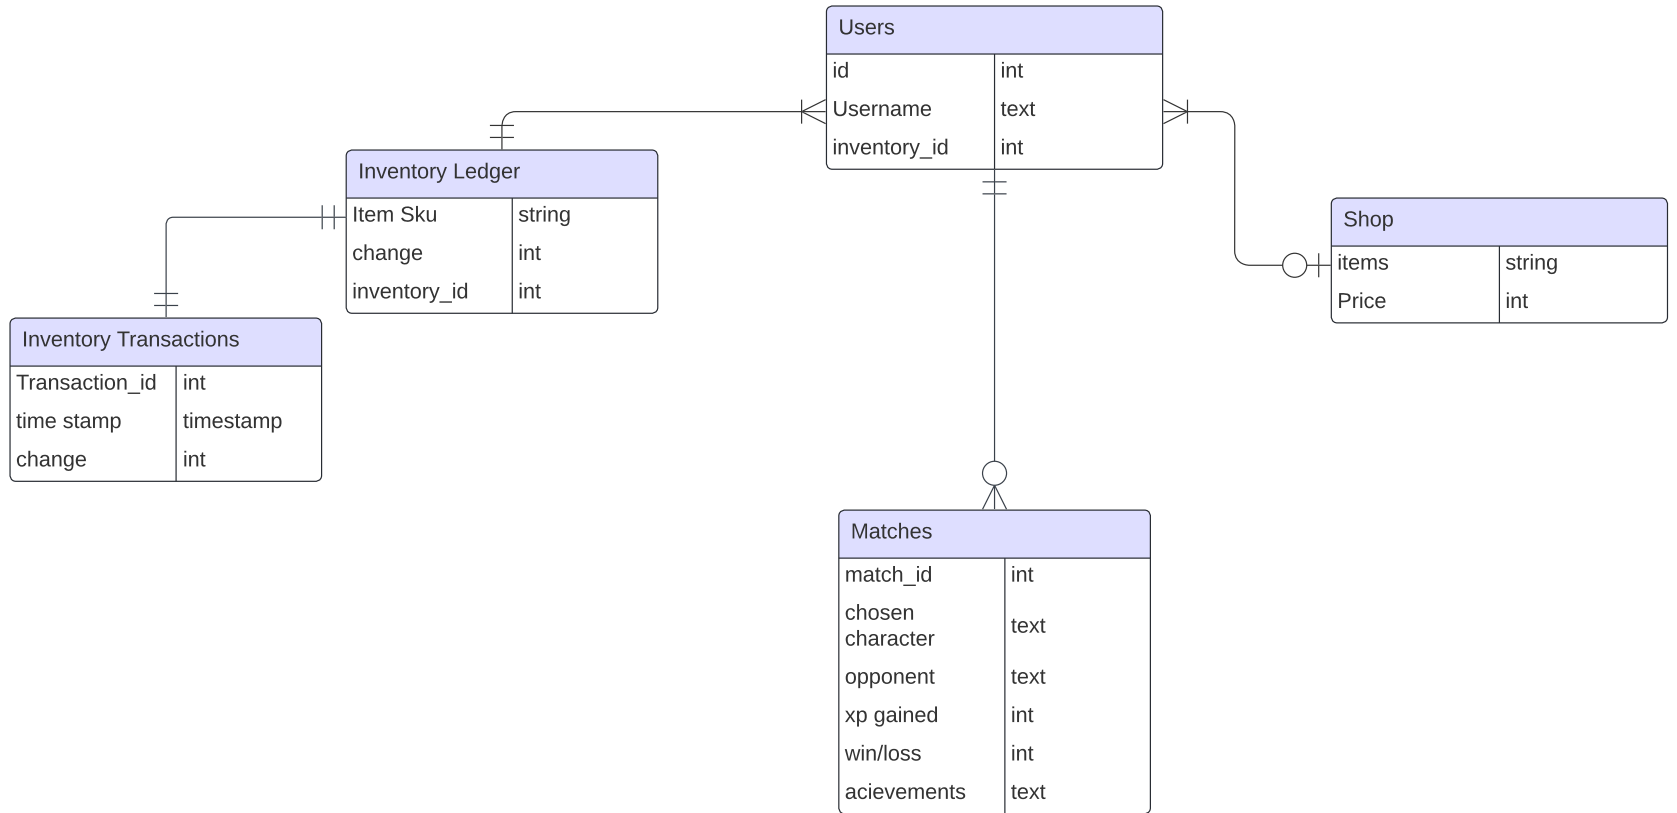 Users
id int
Username text
inventory_id int
Inventory Ledger
Item Sku string
change int
inventory_id int
Shop
items string
Price int
Inventory Transactions
Transaction_id int
time stamp timestamp
change int
Matches
match_id int
chosen
character text
opponent text
xp gained int
win/loss int
acievements text